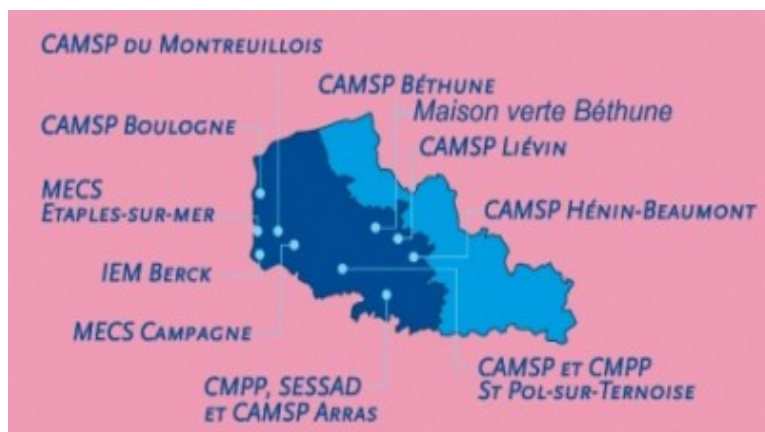 CAMSP DU MONTREUILLOIS
CAMSP BÉTHUNE
Maison verte Béthune
CAMSP BOULOGNE
CAMSP LIÉVIN
MECS
ETAPLES-SUR-MER
CAMSP HÉNIN-BEAUMONT
IEM BERCK
MECS CAMPAGNE
CAMSP ET CMPP
ST POL-SUR-TERNOISE
CMPP, SESSAD
ET CAMSP ARRAS